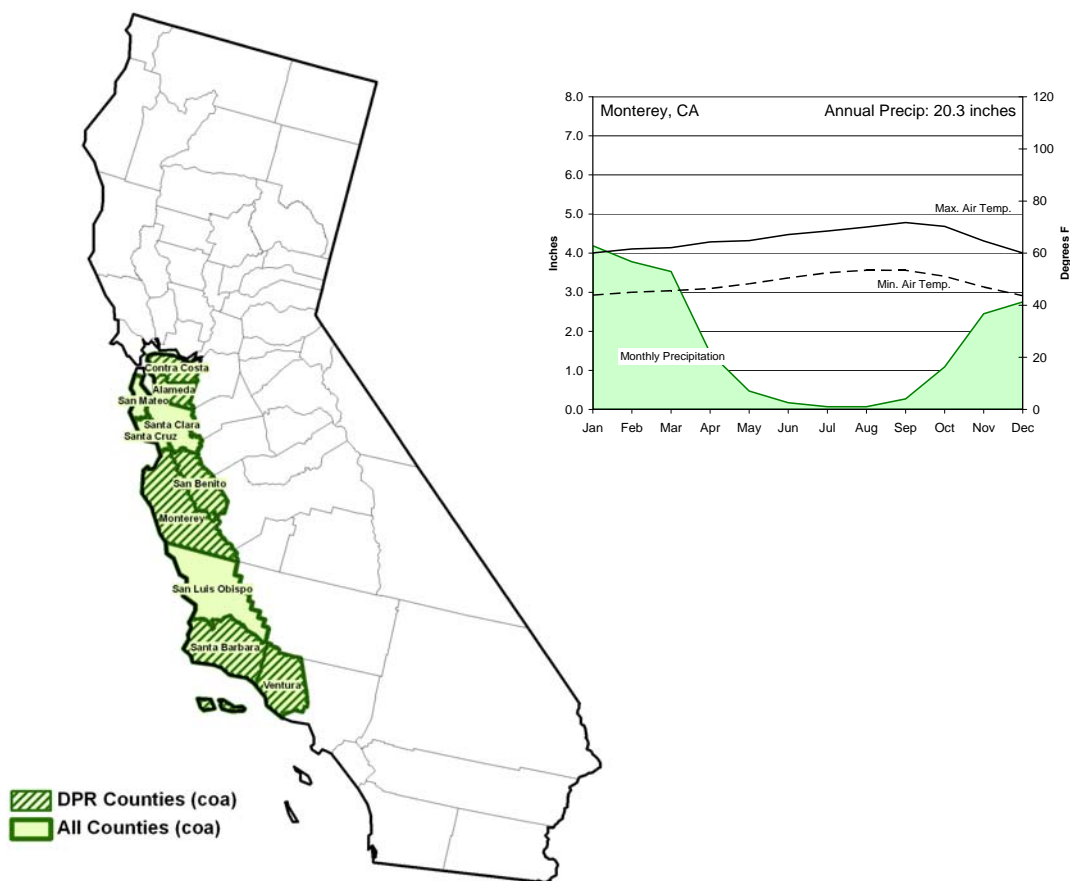 Contra Costa
Alameda
San Mateo
Santa Clara
Santa Cruz
San Benito
Monterey
San Luis Obispo
Santa Barbara
Ventura
DPR Counties (coa)
All Counties (coa)
Monterey, CA Annual Precip: 20.3 inches
8.0
7.0
6.0
5.0
4.0
3.0
2.0
1.0
0.0
Inches
Max. Air Temp.
Min. Air Temp.
Monthly Precipitation
120
100
80
60
40
20
0
Degrees F
Jan Feb Mar Apr May Jun Jul Aug Sep Oct Nov Dec